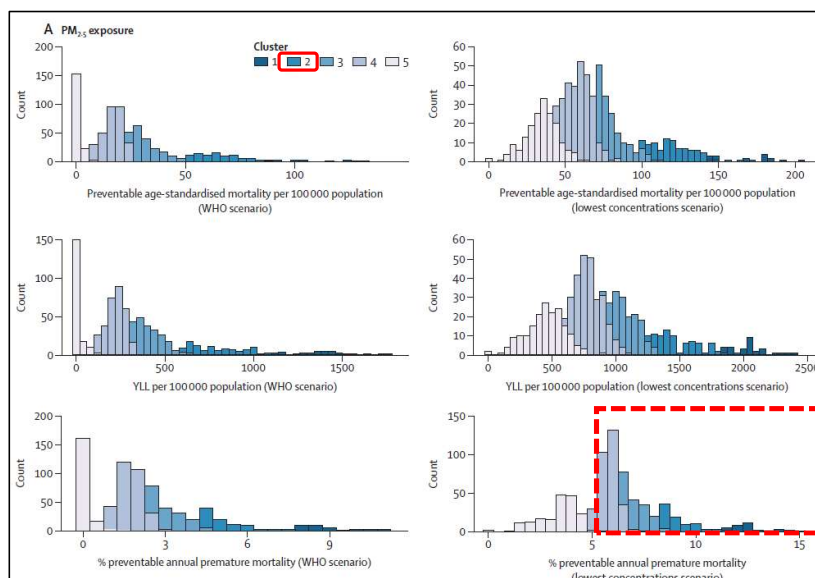 A PM2·5 exposure
Cluster
1 2 3 4 5
200
150
100
50
0
Count
0 50 100
Preventable age-standardised mortality per 100 000 population
(WHO scenario)
60
50
40
30
20
10
0
Count
0 50 100 150 200
Preventable age-standardised mortality per 100 000 population
(lowest concentrations scenario)
150
100
50
0
Count
0 500 1000 1500
YLL per 100 000 population (WHO scenario)
60
50
40
30
20
10
0
Count
0 500 1000 1500 2000 2500
YLL per 100 000 population (lowest concentrations scenario)
200
150
100
50
0
Count
0 3 6 9
% preventable annual premature mortality (WHO scenario)
150
100
50
0
Count
0 5 10 15
% preventable annual premature mortality
(lowest concentrations scenario)